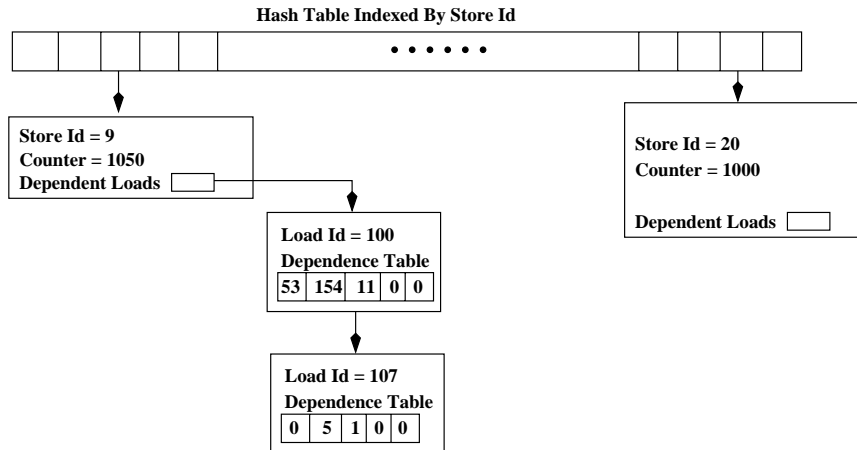 Hash Table Indexed By Store Id
Store Id = 9
Counter = 1050
Dependent Loads
Store Id = 20
Counter = 1000
Dependent Loads
Load Id = 100
Dependence Table
53 154 11 0 0
Load Id = 107
Dependence Table
0 5 1 0 0